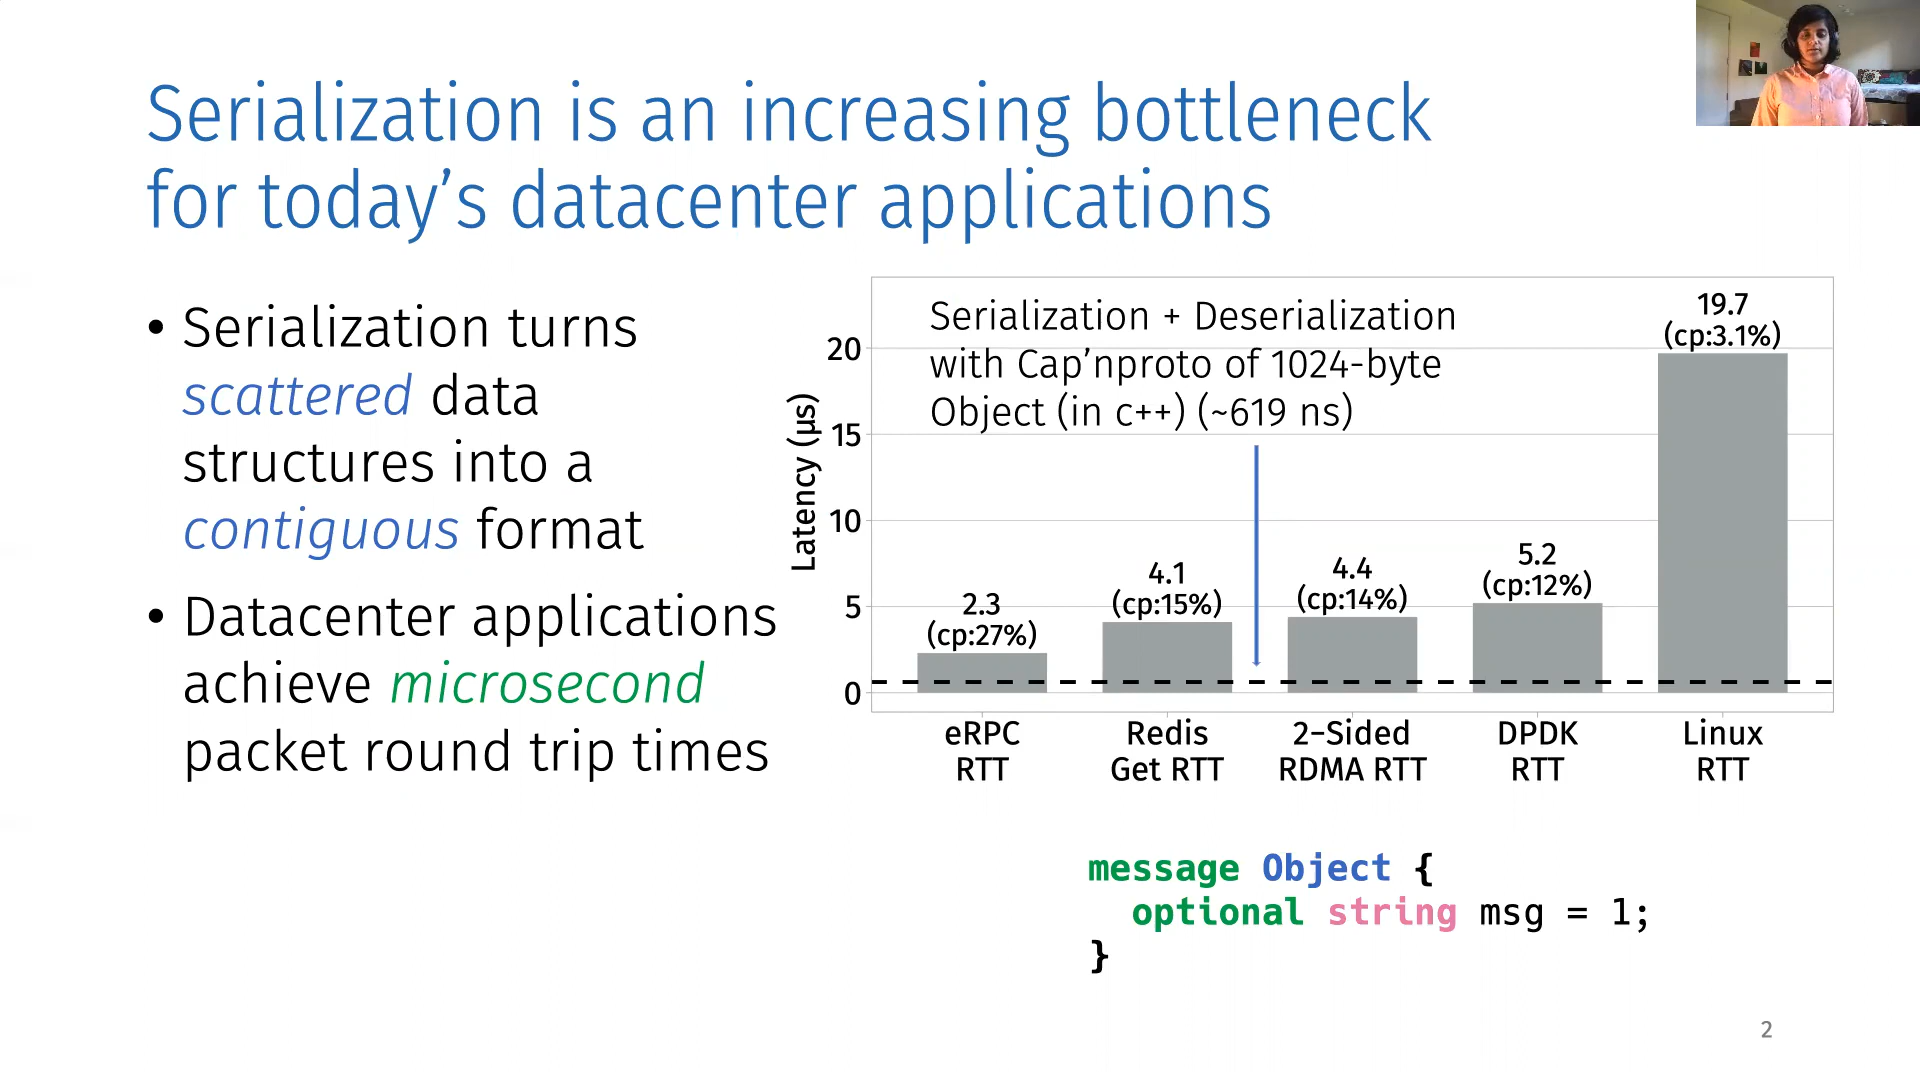 Serialization is an increasing bottleneck
for today's datacenter applications
• Serialization turns
scattered data
structures into a
contiguous format
• Datacenter applications
achieve microsecond
packet round trip times
Serialization + Deserialization
with Cap'nproto of 1024-byte
Object (in c++) (~619 ns)
Latency (µs)
20
15
10
5
0
2.3
(cp:27%)
4.1
(cp:15%)
4.4
(cp:14%)
5.2
(cp:12%)
19.7
(cp:3.1%)
eRPC
RTT
Redis
Get RTT
2-Sided
RDMA RTT
DPDK
RTT
Linux
RTT
message Object {
optional string msg = 1;
}
2